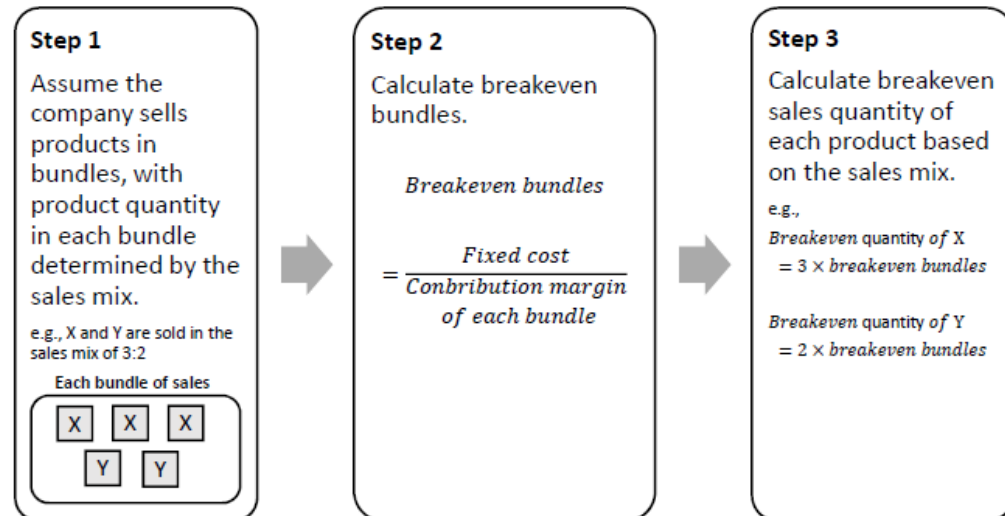 Step 1
Assume the
company sells
products in
bundles, with
product quantity
in each bundle
determined by the
sales mix.
e.g., X and Y are sold in the
sales mix of 3:2
Each bundle of sales
X X X
Y Y
Step 2
Calculate breakeven
bundles.
Breakeven bundles
= Fixed cost
Conbribution margin
of each bundle
Step 3
Calculate breakeven
sales quantity of
each product based
on the sales mix.
e.g.,
Breakeven quantity of X
= 3 × breakeven bundles
Breakeven quantity of Y
= 2 × breakeven bundles